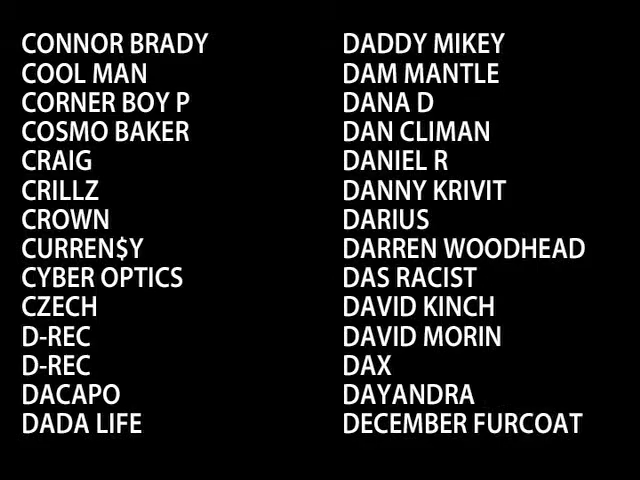 CONNOR BRADY
COOL MAN
CORNER BOY P
COSMO BAKER
CRAIG
CRILLZ
CROWN
CURREN$Y
CYBER OPTICS
CZECH
D-REC
D-REC
DACAPO
DADA LIFE
DADDY MIKEY
DAM MANTLE
DANA D
DAN CLIMAN
DANIEL R
DANNY KRIVIT
DARIUS
DARREN WOODHEAD
DAS RACIST
DAVID KINCH
DAVID MORIN
DAX
DAYANDRA
DECEMBER FURCOAT